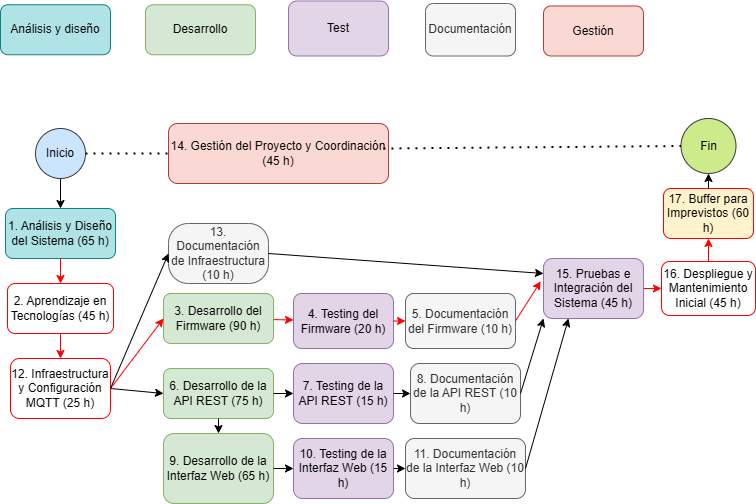 Análisis y diseño
Desarrollo
Test
Documentación
Gestión
Inicio
14. Gestión del Proyecto y Coordinación
(45 h)
Fin
1. Análisis y Diseño
del Sistema (65 h)
2. Aprendizaje en
Tecnologías (45 h)
12. Infraestructura
y Configuración
MQTT (25 h)
13.
Documentación
de Infraestructura
(10 h)
3. Desarrollo del
Firmware (90 h)
4. Testing del
Firmware (20 h)
5. Documentación
del Firmware (10 h)
6. Desarrollo de la
API REST (75 h)
7. Testing de la
API REST (15 h)
8. Documentación
de la API REST (10
h)
9. Desarrollo de la
Interfaz Web (65 h)
10. Testing de la
Interfaz Web (15
h)
11. Documentación
de la Interfaz Web (10
h)
15. Pruebas e
Integración del
Sistema (45 h)
16. Despliegue y
Mantenimiento
Inicial (45 h)
17. Buffer para
Imprevistos (60
h)